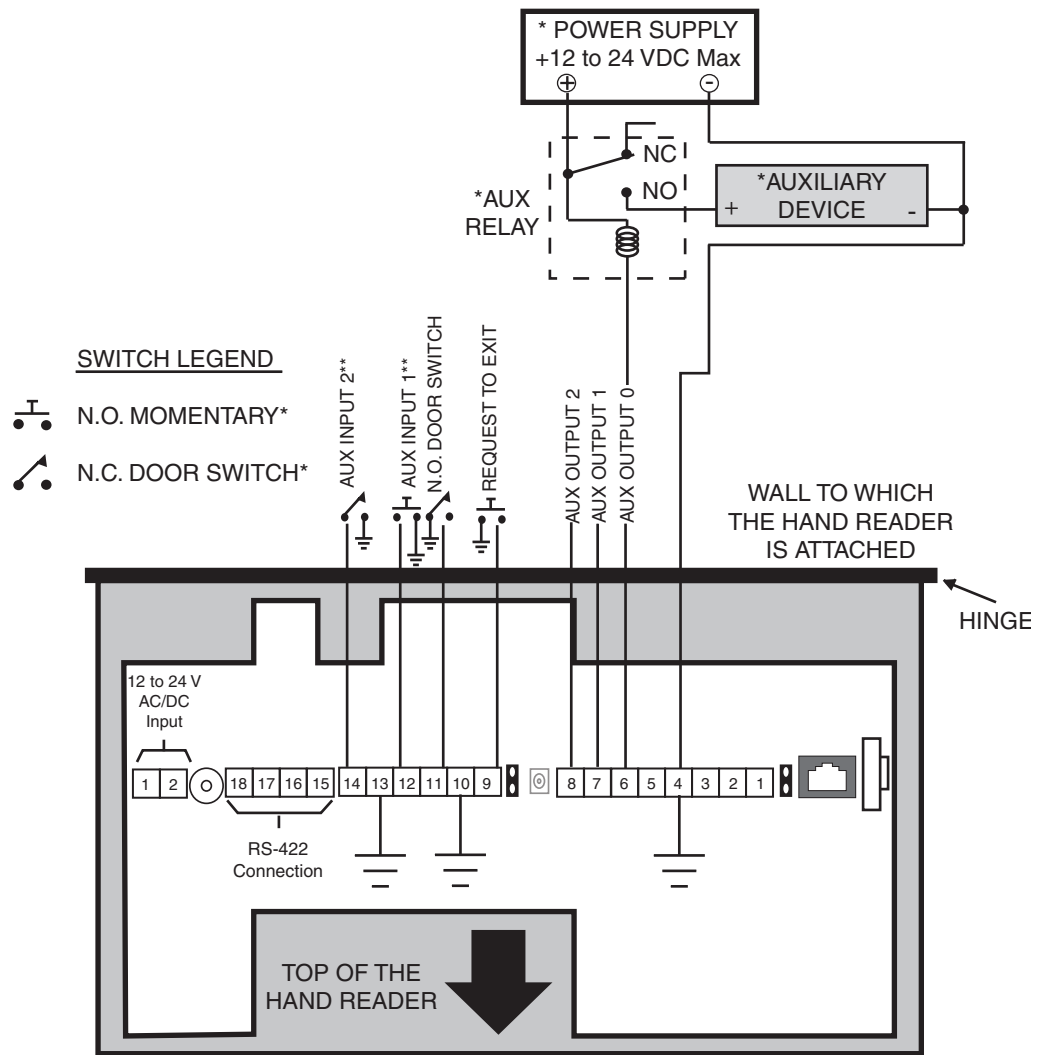 * POWER SUPPLY
+12 to 24 VDC Max
+
-
NC
NO
*AUX
RELAY
*AUXILIARY
DEVICE
+
-
SWITCH LEGEND
N.O. MOMENTARY*
N.C. DOOR SWITCH*
AUX INPUT 2**
AUX INPUT 1**
N.O. DOOR SWITCH
REQUEST TO EXIT
AUX OUTPUT 2
AUX OUTPUT 1
AUX OUTPUT 0
WALL TO WHICH
THE HAND READER
IS ATTACHED
HINGE
12 to 24 V
AC/DC
Input
1 2 18 17 16 15 14 13 12 11 10 9 8 7 6 5 4 3 2 1
RS-422
Connection
TOP OF THE
HAND READER